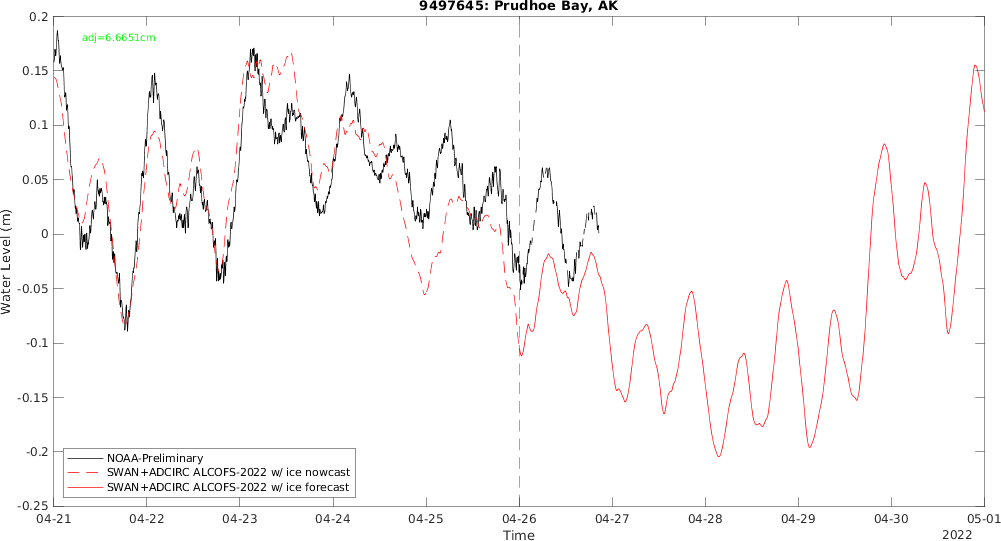 9497645: Prudhoe Bay, AK
adj=6.6651cm
0.2
0.15
0.1
0.05
0
-0.05
-0.1
-0.15
-0.2
-0.25
Water Level (m)
NOAA-Preliminary
SWAN+ADCIRC ALCOFS-2022 w/ ice nowcast
SWAN+ADCIRC ALCOFS-2022 w/ ice forecast
04-21 04-22 04-23 04-24 04-25 04-26 04-27 04-28 04-29 04-30 05-01
Time
2022